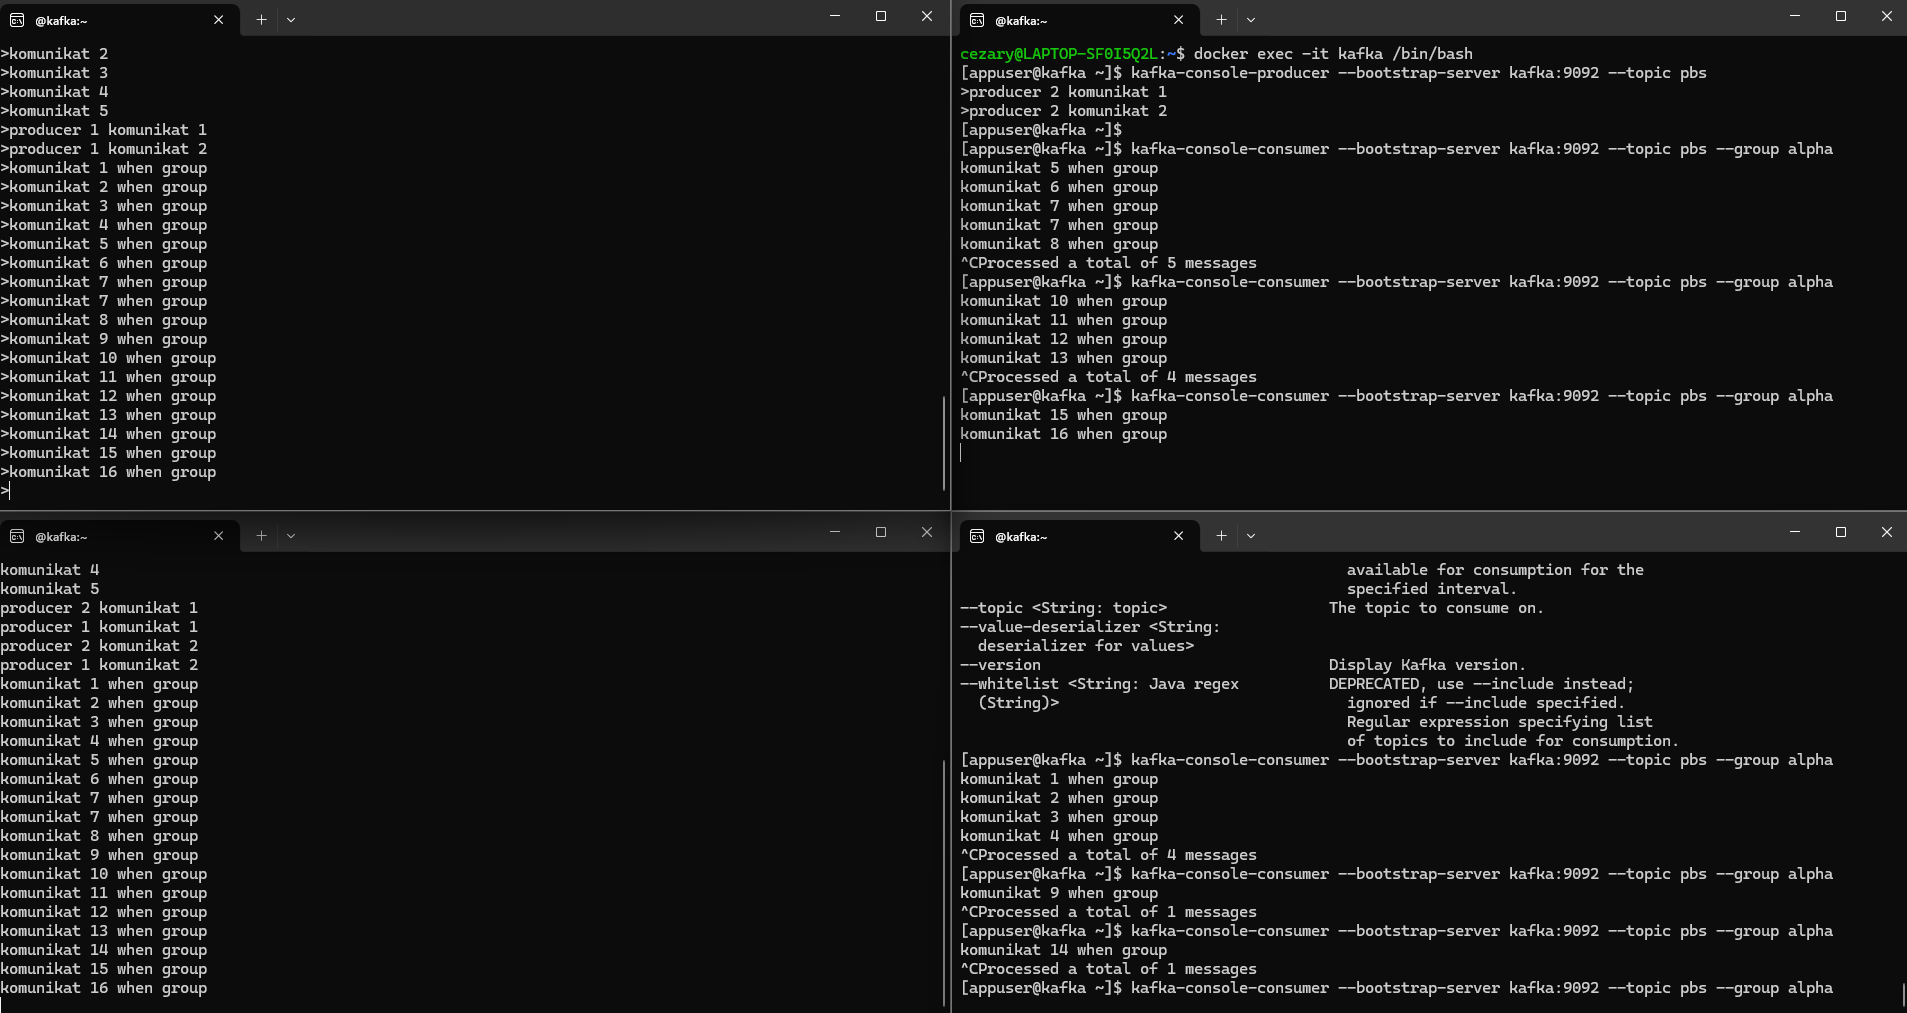 @kafka:~
>komunikat 2
>komunikat 3
>komunikat 4
>komunikat 5
>producer 1 komunikat 1
>producer 1 komunikat 2
>komunikat 1 when group
>komunikat 2 when group
>komunikat 3 when group
>komunikat 4 when group
>komunikat 5 when group
>komunikat 6 when group
>komunikat 7 when group
>komunikat 7 when group
>komunikat 8 when group
>komunikat 9 when group
>komunikat 10 when group
>komunikat 11 when group
>komunikat 12 when group
>komunikat 13 when group
>komunikat 14 when group
>komunikat 15 when group
>komunikat 16 when group
>
@kafka:~
cezary@LAPTOP-SF0I5Q2L:~$ docker exec -it kafka /bin/bash
[appuser@kafka ~]$ kafka-console-producer --bootstrap-server kafka:9092 --topic pbs
>producer 2 komunikat 1
>producer 2 komunikat 2
[appuser@kafka ~]$
[appuser@kafka ~]$ kafka-console-consumer --bootstrap-server kafka:9092 --topic pbs --group alpha
komunikat 5 when group
komunikat 6 when group
komunikat 7 when group
komunikat 7 when group
komunikat 8 when group
^CProcessed a total of 5 messages
[appuser@kafka ~]$ kafka-console-consumer --bootstrap-server kafka:9092 --topic pbs --group alpha
komunikat 10 when group
komunikat 11 when group
komunikat 12 when group
komunikat 13 when group
^CProcessed a total of 4 messages
[appuser@kafka ~]$ kafka-console-consumer --bootstrap-server kafka:9092 --topic pbs --group alpha
komunikat 15 when group
komunikat 16 when group
@kafka:~
komunikat 4
komunikat 5
producer 2 komunikat 1
producer 1 komunikat 1
producer 2 komunikat 2
producer 1 komunikat 2
komunikat 1 when group
komunikat 2 when group
komunikat 3 when group
komunikat 4 when group
komunikat 5 when group
komunikat 6 when group
komunikat 7 when group
komunikat 7 when group
komunikat 8 when group
komunikat 9 when group
komunikat 10 when group
komunikat 11 when group
komunikat 12 when group
komunikat 13 when group
komunikat 14 when group
komunikat 15 when group
komunikat 16 when group
@kafka:~
available for consumption for the
specified interval.
--topic <String: topic> The topic to consume on.
--value-deserializer <String:
deserializer for values>
--version Display Kafka version.
--whitelist <String: Java regex DEPRECATED, use --include instead;
(String)> ignored if --include specified.
Regular expression specifying list
of topics to include for consumption.
[appuser@kafka ~]$ kafka-console-consumer --bootstrap-server kafka:9092 --topic pbs --group alpha
komunikat 1 when group
komunikat 2 when group
komunikat 3 when group
komunikat 4 when group
^CProcessed a total of 4 messages
[appuser@kafka ~]$ kafka-console-consumer --bootstrap-server kafka:9092 --topic pbs --group alpha
komunikat 9 when group
^CProcessed a total of 1 messages
[appuser@kafka ~]$ kafka-console-consumer --bootstrap-server kafka:9092 --topic pbs --group alpha
komunikat 14 when group
^CProcessed a total of 1 messages
[appuser@kafka ~]$ kafka-console-consumer --bootstrap-server kafka:9092 --topic pbs --group alpha